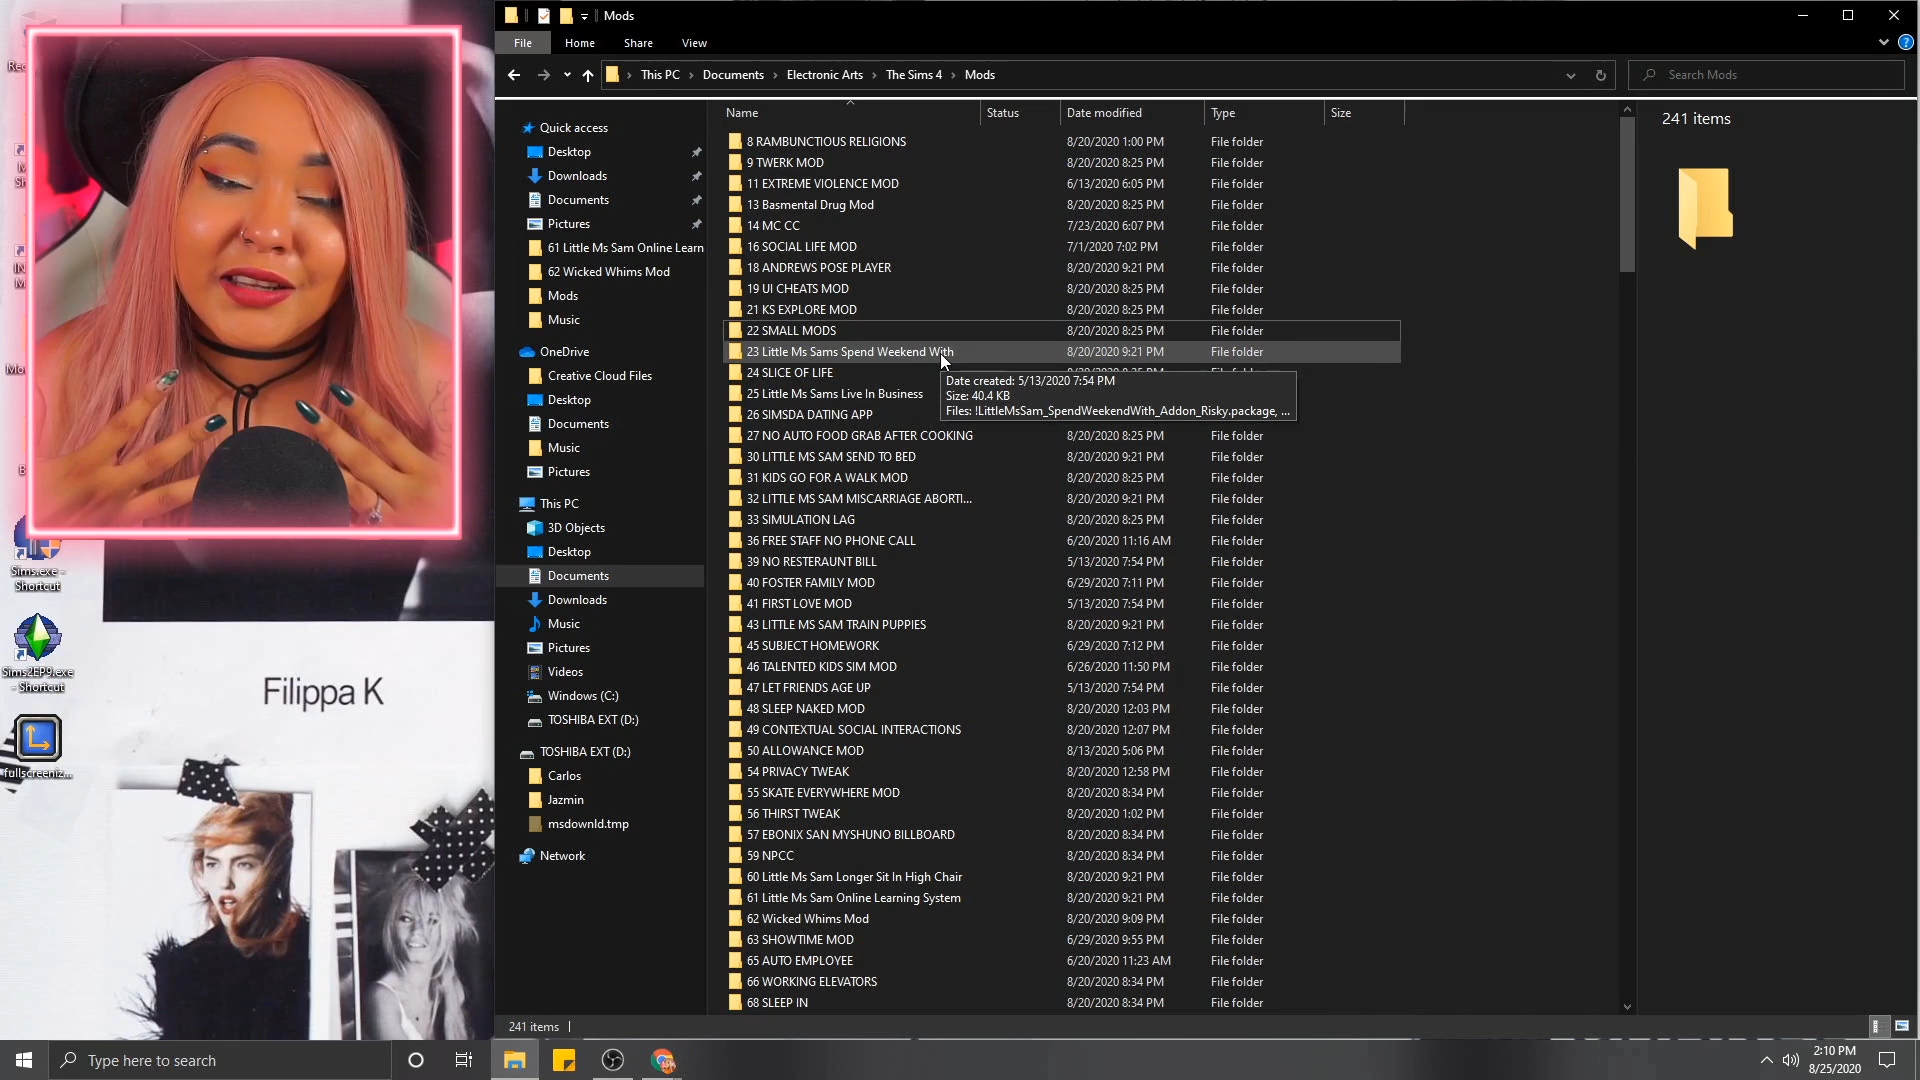 Mods
File
Home
Share
View
This PC
Documents
Electronic Arts
The Sims 4
Mods
Search Mods
Name
Status
Date modified
Type
Size
241 items
Quick access
Desktop
Downloads
Documents
Pictures
61 Little Ms Sam Online Learn
62 Wicked Whims Mod
Mods
Music
OneDrive
Creative Cloud Files
Desktop
Documents
Music
Pictures
This PC
3D Objects
Desktop
Documents
Downloads
Music
Pictures
Videos
Windows (C:)
TOSHIBA EXT (D:)
TOSHIBA EXT (D:)
Carlos
Jazmin
msdownld.tmp
Network
8 RAMBUNCTIOUS RELIGIONS 8/20/2020 1:00 PM File folder
9 TWERK MOD 8/20/2020 8:25 PM File folder
11 EXTREME VIOLENCE MOD 6/13/2020 6:05 PM File folder
13 Basmental Drug Mod 8/20/2020 8:25 PM File folder
14 MC CC 7/23/2020 6:07 PM File folder
16 SOCIAL LIFE MOD 7/1/2020 7:02 PM File folder
18 ANDREWS POSE PLAYER 8/20/2020 9:21 PM File folder
19 UI CHEATS MOD 8/20/2020 8:25 PM File folder
21 KS EXPLORE MOD 8/20/2020 8:25 PM File folder
22 SMALL MODS 8/20/2020 8:25 PM File folder
23 Little Ms Sams Spend Weekend With 8/20/2020 9:21 PM File folder
24 SLICE OF LIFE 8/20/2020 8:25 PM File folder
25 Little Ms Sams Live In Business
26 SIMSDA DATING APP
Date created: 5/13/2020 7:54 PM
Size: 40.4 KB
Files: !LittleMsSam_SpendWeekendWith_Addon_Risky.package, ...
27 NO AUTO FOOD GRAB AFTER COOKING 8/20/2020 8:25 PM File folder
30 LITTLE MS SAM SEND TO BED 8/20/2020 9:21 PM File folder
31 KIDS GO FOR A WALK MOD 8/20/2020 8:25 PM File folder
32 LITTLE MS SAM MISCARRIAGE ABORTI... 8/20/2020 9:21 PM File folder
33 SIMULATION LAG 8/20/2020 8:25 PM File folder
36 FREE STAFF NO PHONE CALL 6/20/2020 11:16 AM File folder
39 NO RESTERAUNT BILL 5/13/2020 7:54 PM File folder
40 FOSTER FAMILY MOD 6/29/2020 7:11 PM File folder
41 FIRST LOVE MOD 5/13/2020 7:54 PM File folder
43 LITTLE MS SAM TRAIN PUPPIES 8/20/2020 9:21 PM File folder
45 SUBJECT HOMEWORK 6/29/2020 7:12 PM File folder
46 TALENTED KIDS SIM MOD 6/26/2020 11:50 PM File folder
47 LET FRIENDS AGE UP 5/13/2020 7:54 PM File folder
48 SLEEP NAKED MOD 8/20/2020 12:03 PM File folder
49 CONTEXTUAL SOCIAL INTERACTIONS 8/20/2020 12:07 PM File folder
50 ALLOWANCE MOD 8/13/2020 5:06 PM File folder
54 PRIVACY TWEAK 8/20/2020 12:58 PM File folder
55 SKATE EVERYWHERE MOD 8/20/2020 8:34 PM File folder
56 THIRST TWEAK 8/20/2020 1:02 PM File folder
57 EBONIX SAN MYSHUNO BILLBOARD 8/20/2020 8:34 PM File folder
59 NPCC 8/20/2020 8:34 PM File folder
60 Little Ms Sam Longer Sit In High Chair 8/20/2020 9:21 PM File folder
61 Little Ms Sam Online Learning System 8/20/2020 9:21 PM File folder
62 Wicked Whims Mod 8/20/2020 9:09 PM File folder
63 SHOWTIME MOD 6/29/2020 9:55 PM File folder
65 AUTO EMPLOYEE 6/20/2020 11:23 AM File folder
66 WORKING ELEVATORS 8/20/2020 8:34 PM File folder
68 SLEEP IN 8/20/2020 8:34 PM File folder
241 items
Sims.exe -
Shortcut
Sims2EP9.exe
- Shortcut
fullscreeniz...
Filippa K
Type here to search
2:10 PM
8/25/2020